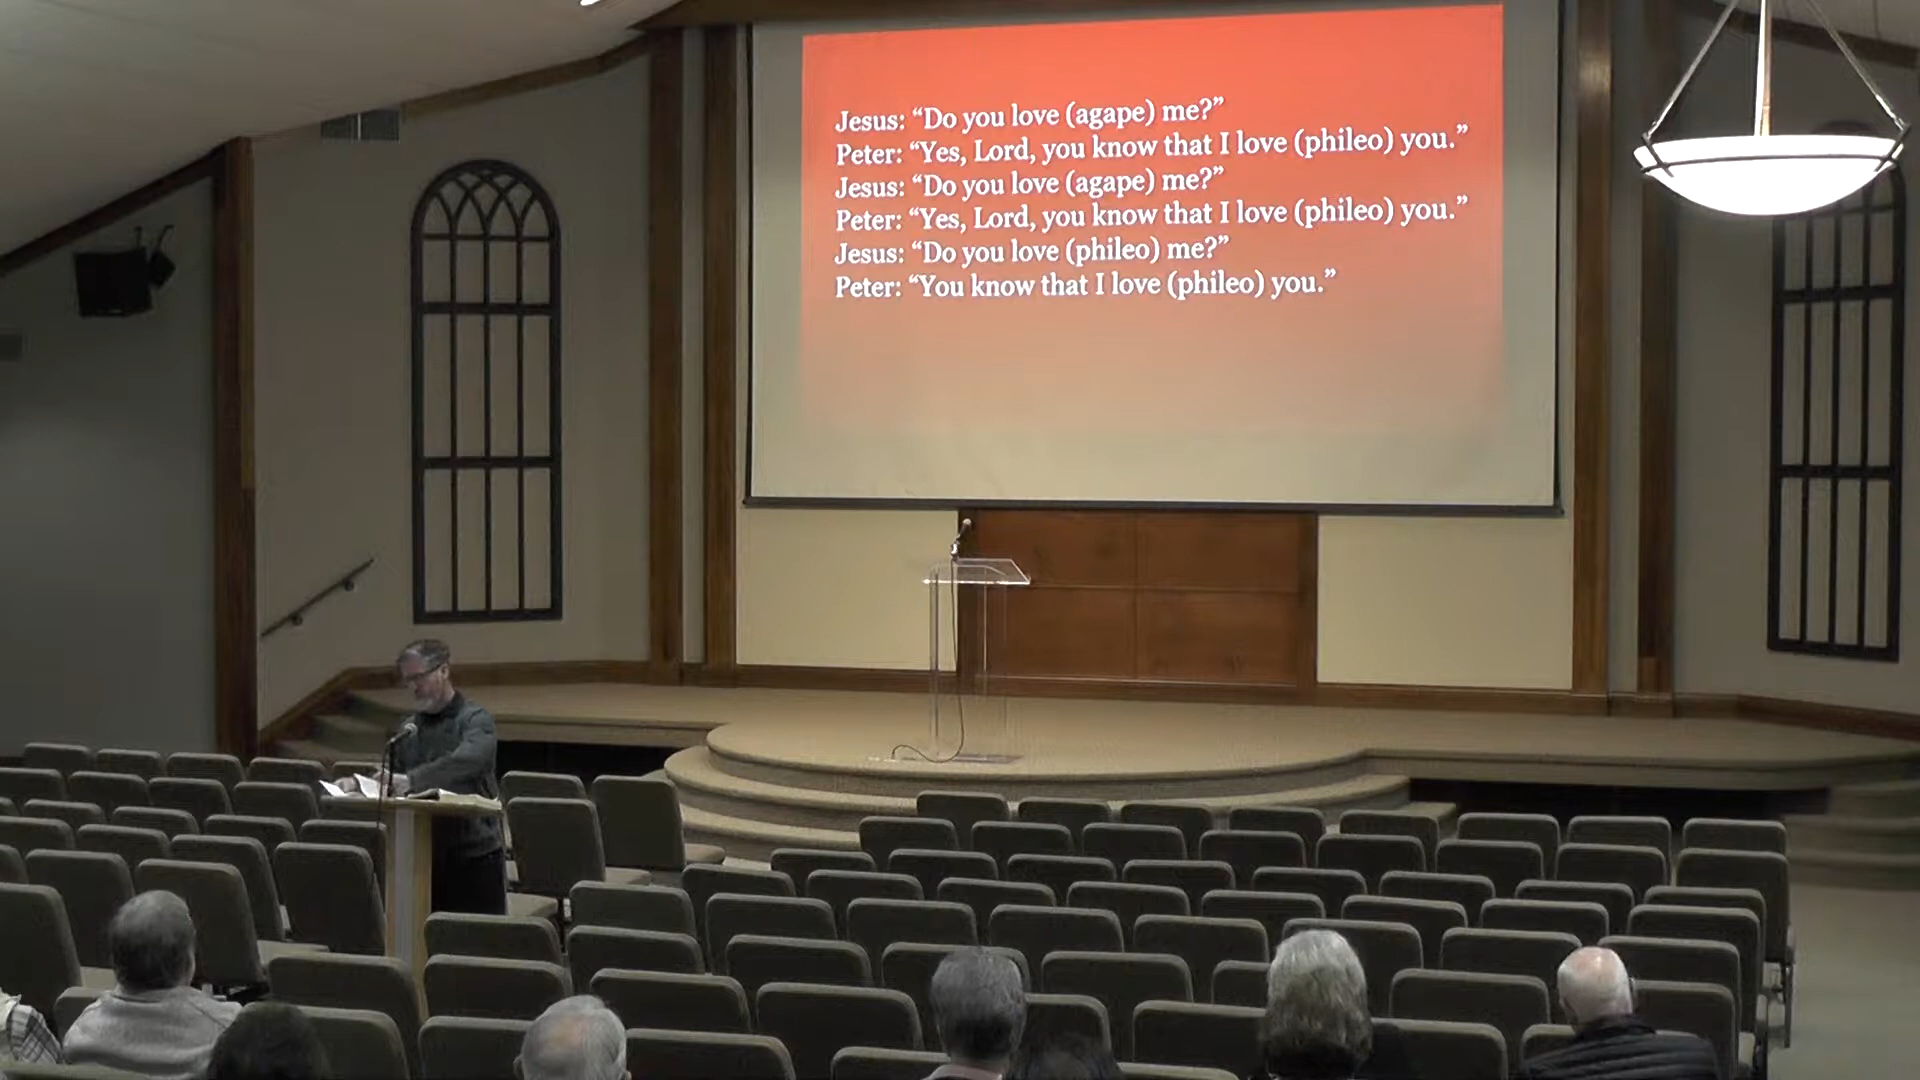 Jesus: “Do you love (agape) me?”
Peter: “Yes, Lord, you know that I love (phileo) you.”
Jesus: “Do you love (agape) me?”
Peter: “Yes, Lord, you know that I love (phileo) you.”
Jesus: “Do you love (phileo) me?”
Peter: “You know that I love (phileo) you.”